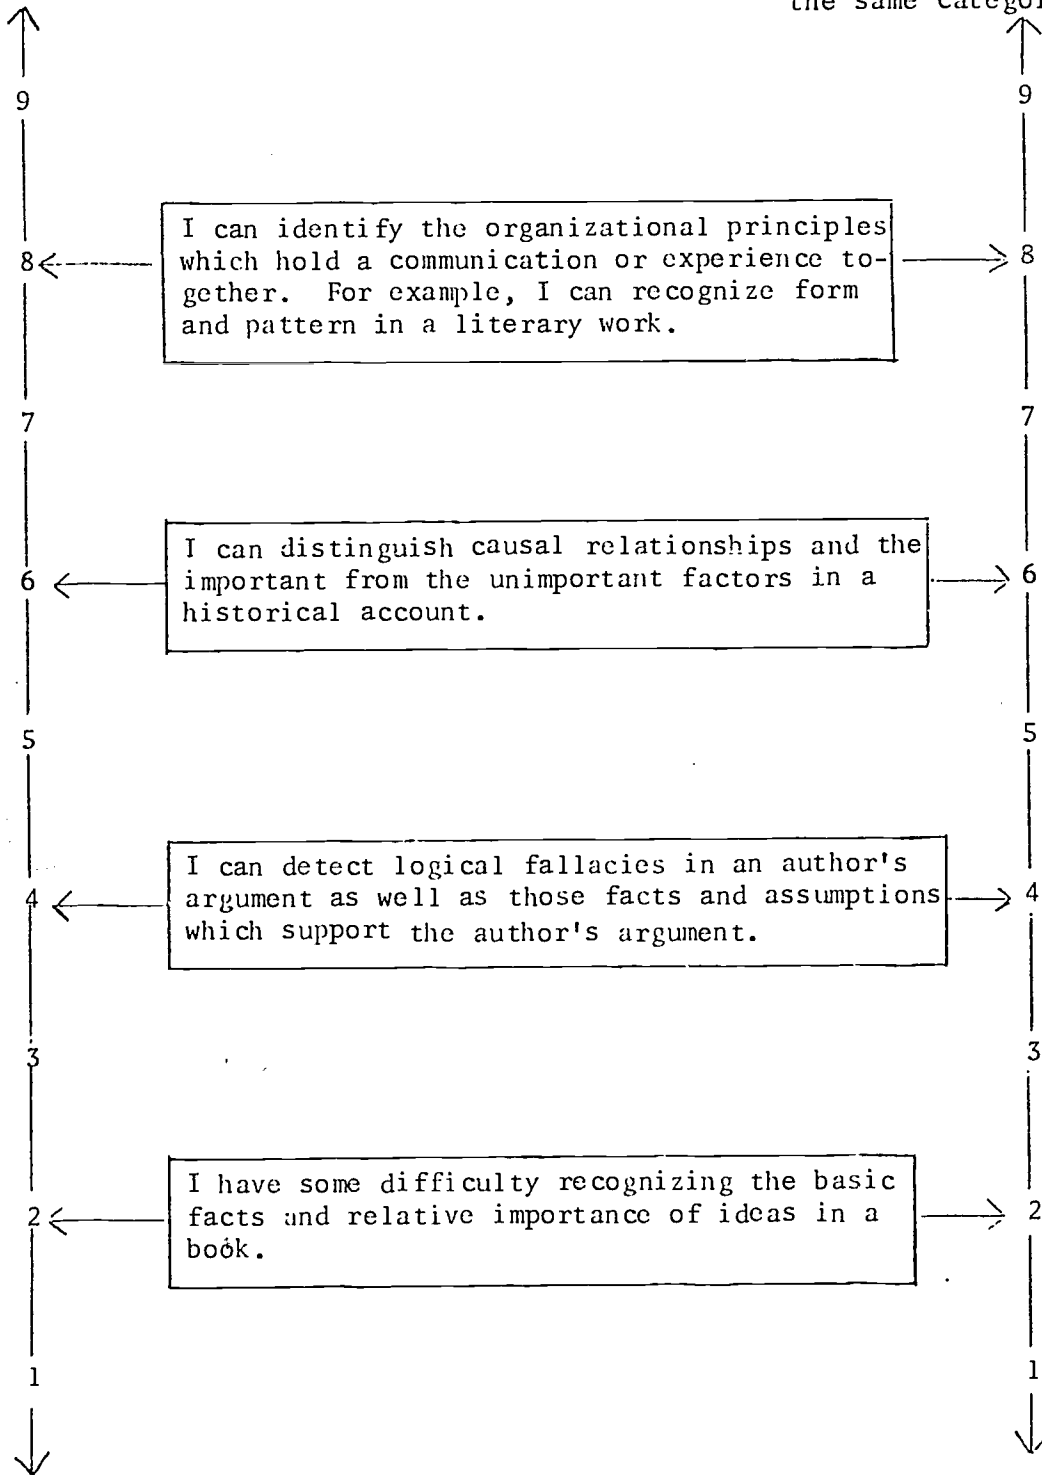 the same Categor
9 9
I can identify the organizational principles
8 which hold a communication or experience to- 8
gether. For example, I can recognize form
and pattern in a literary work.
7 7
I can distinguish causal relationships and the
6 important from the unimportant factors in a 6
historical account.
5 5
I can detect logical fallacies in an author's
4 argument as well as those facts and assumptions 4
which support the author's argument.
3 3
I have some difficulty recognizing the basic
2 facts and relative importance of ideas in a 2
book.
1 1